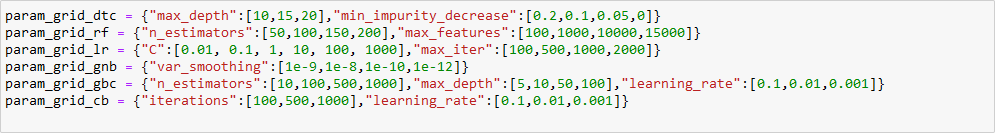 param_grid_dtc = {"max_depth":[10,15,20],"min_impurity_decrease":[0.2,0.1,0.05,0]}
param_grid_rf = {"n_estimators":[50,100,150,200],"max_features":[100,1000,10000,15000]}
param_grid_lr = {"C":[0.01, 0.1, 1, 10, 100, 1000],"max_iter":[100,500,1000,2000]}
param_grid_gnb = {"var_smoothing":[1e-9,1e-8,1e-10,1e-12]}
param_grid_gbc = {"n_estimators":[10,100,500,1000],"max_depth":[5,10,50,100],"learning_rate":[0.1,0.01,0.001]}
param_grid_cb = {"iterations":[100,500,1000],"learning_rate":[0.1,0.01,0.001]}